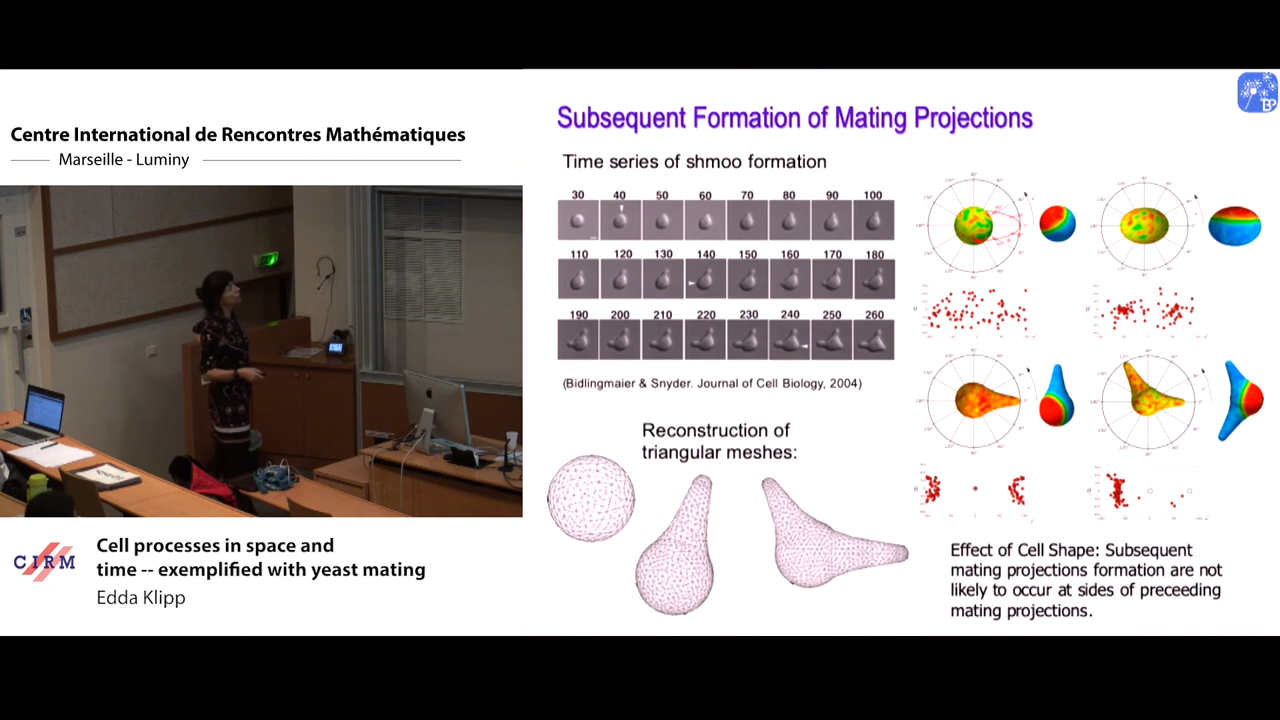 Centre International de Rencontres Mathématiques
Marseille - Luminy
CIRM
Cell processes in space and
time -- exemplified with yeast mating
Edda Klipp
Subsequent Formation of Mating Projections
Time series of shmoo formation
30 40 50 60 70 80 90 100
110 120 130 140 150 160 170 180
190 200 210 220 230 240 250 260
(Bidlingmaier & Snyder. Journal of Cell Biology, 2004)
Reconstruction of
triangular meshes:
Effect of Cell Shape: Subsequent
mating projections formation are not
likely to occur at sides of preceeding
mating projections.